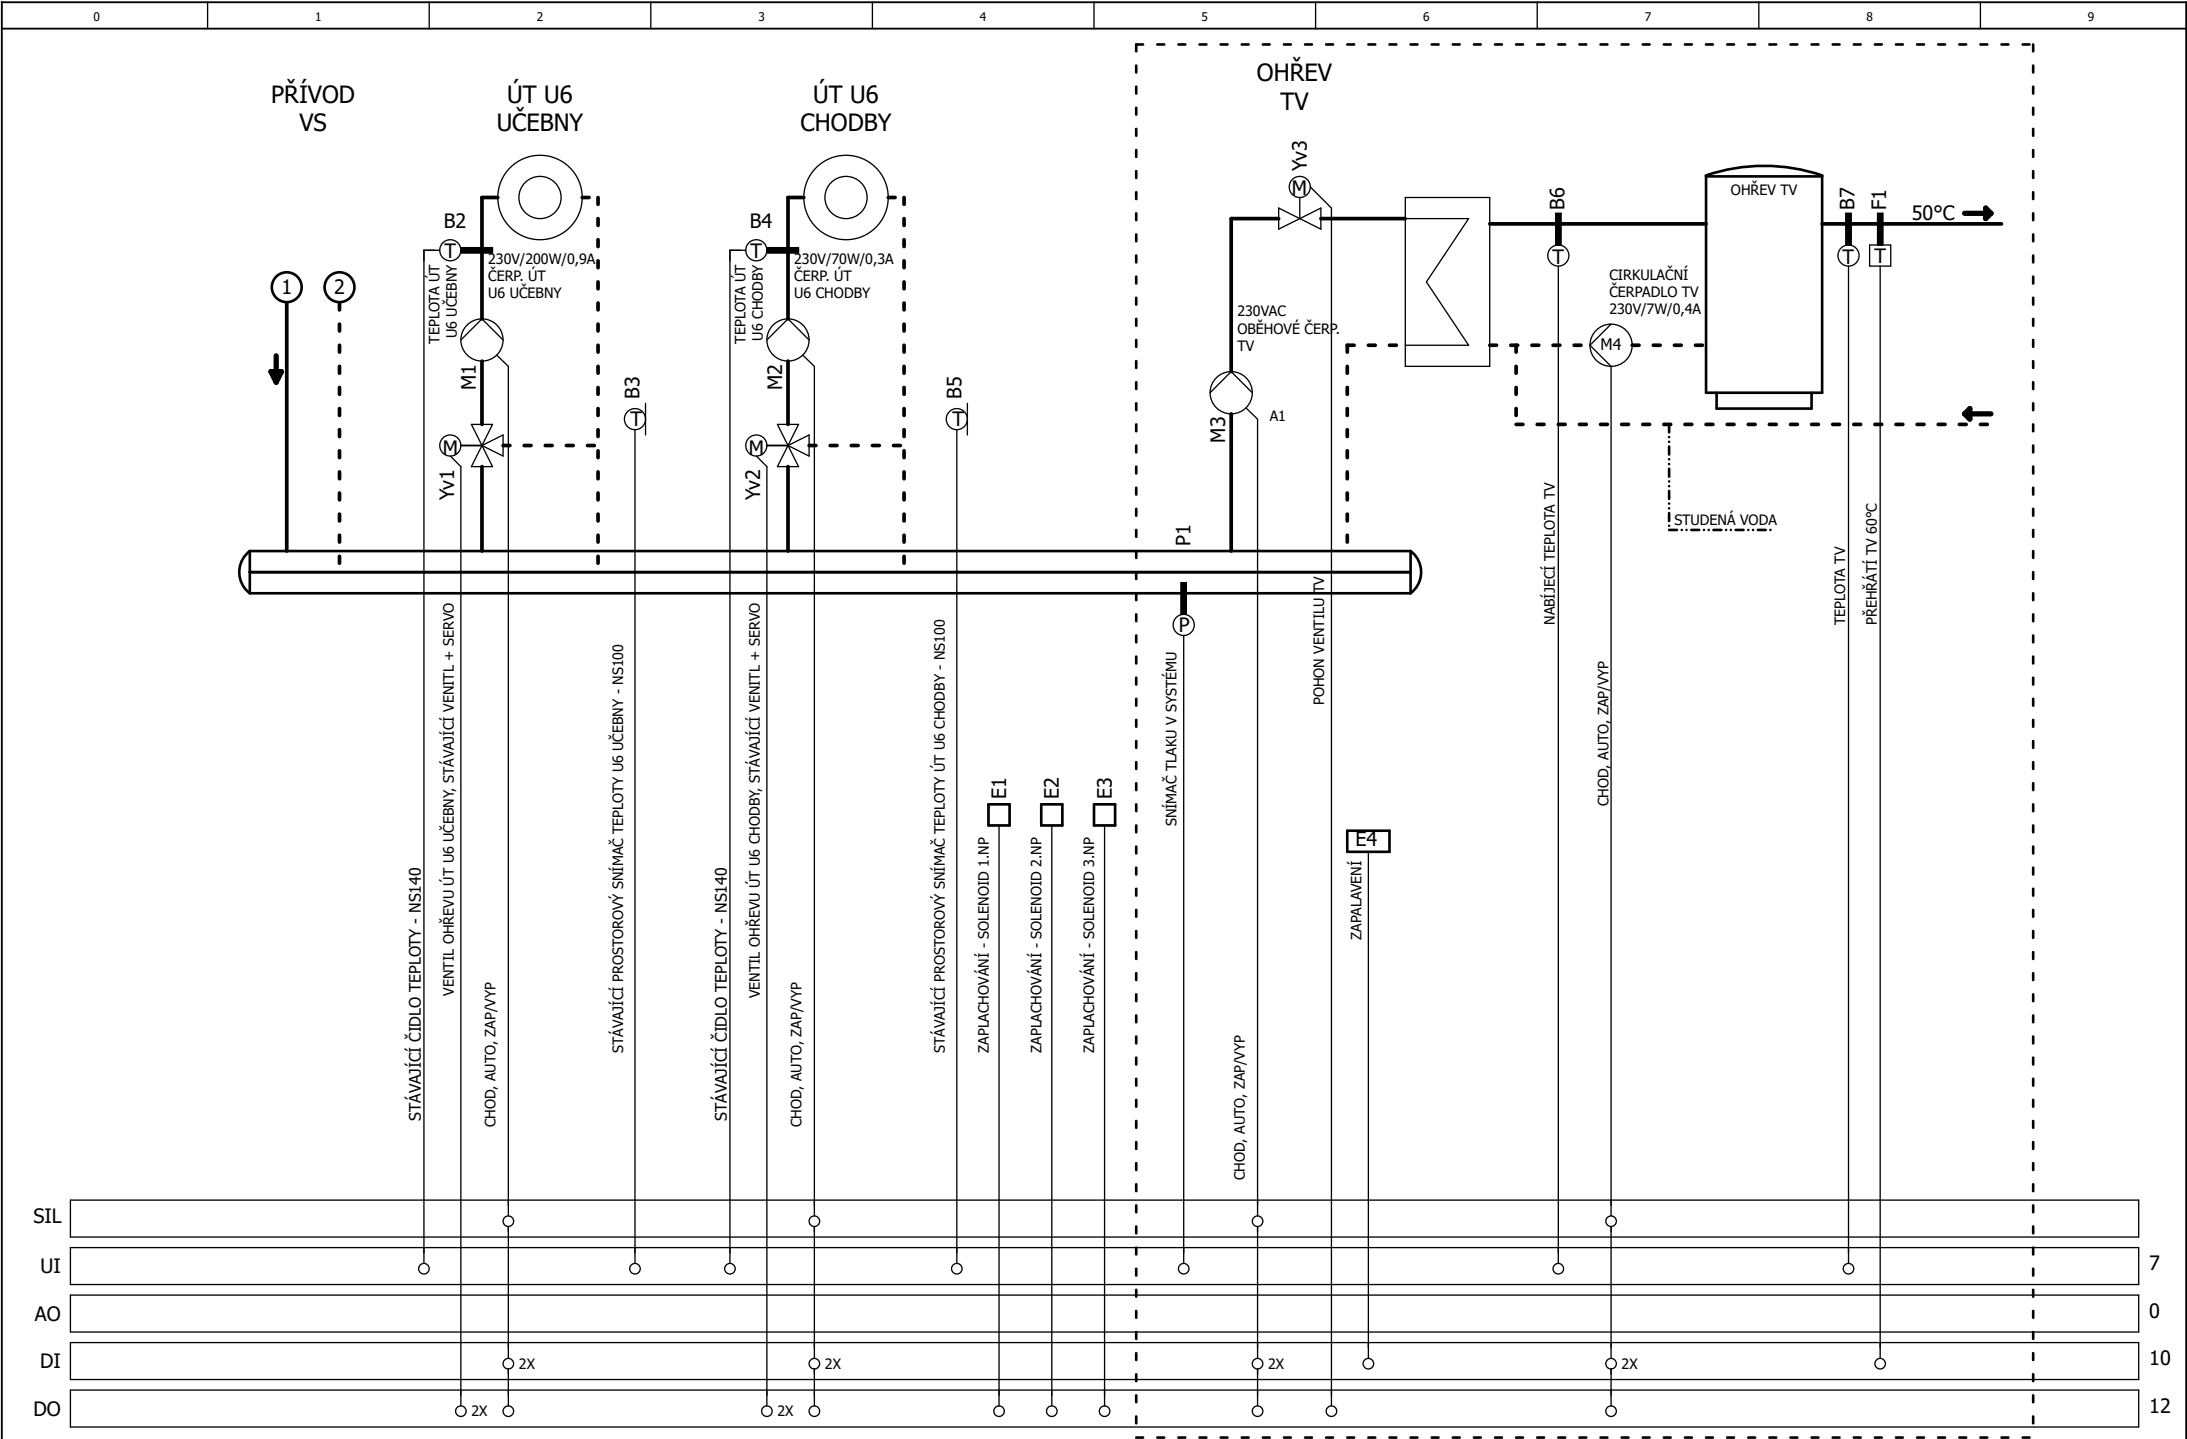 0 1 2 3 4 5 6 7 8 9
PŘÍVOD
VS
ÚT U6
UČEBNY
ÚT U6
CHODBY
OHŘEV
TV
1
2
B2
T
TEPLOTA ÚT
U6 UČEBNY
230V/200W/0,9A
ČERP. ÚT
U6 UČEBNY
M1
M
Yv1
B3
T
B4
T
TEPLOTA ÚT
U6 CHODBY
230V/70W/0,3A
ČERP. ÚT
U6 CHODBY
M2
M
Yv2
B5
T
Yv3
M
230VAC
OBĚHOVÉ ČERP.
TV
M3
A1
P1
P
B6
T
CIRKULAČNÍ
ČERPADLO TV
230V/7W/0,4A
M4
OHŘEV TV
B7
T
F1
T
50°C
STUDENÁ VODA
STÁVAJÍCÍ ČIDLO TEPLOTY - NS140
VENTIL OHŘEVU ÚT U6 UČEBNY, STÁVAJÍCÍ VENITL + SERVO
CHOD, AUTO, ZAP/VYP
STÁVAJÍCÍ PROSTOROVÝ SNÍMAČ TEPLOTY U6 UČEBNY - NS100
STÁVAJÍCÍ ČIDLO TEPLOTY - NS140
VENTIL OHŘEVU ÚT U6 CHODBY, STÁVAJÍCÍ VENITL + SERVO
CHOD, AUTO, ZAP/VYP
STÁVAJÍCÍ PROSTOROVÝ SNÍMAČ TEPLOTY ÚT U6 CHODBY - NS100
E1
ZAPLACHOVÁNÍ - SOLENOID 1.NP
E2
ZAPLACHOVÁNÍ - SOLENOID 2.NP
E3
ZAPLACHOVÁNÍ - SOLENOID 3.NP
SNÍMAČ TLAKU V SYSTÉMU
CHOD, AUTO, ZAP/VYP
POHON VENTILU TV
E4
ZAPALAVENÍ
NABÍJECÍ TEPLOTA TV
CHOD, AUTO, ZAP/VYP
TEPLOTA TV
PŘEHŘÁTÍ TV 60°C
SIL
UI 7
AO 0
DI 2X 2X 2X 2X 10
DO 2X 2X 12